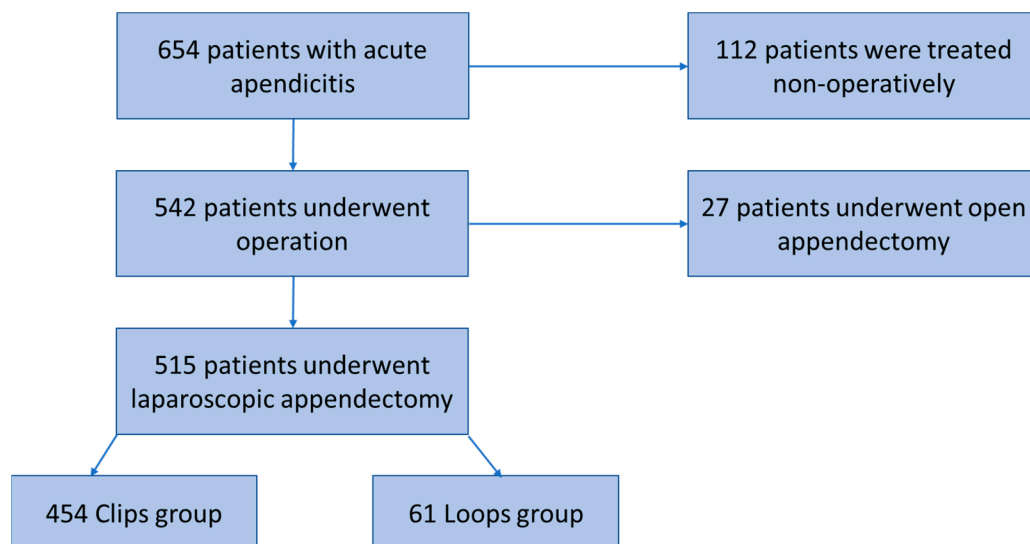 654 patients with acute
apendicitis
112 patients were treated
non-operatively
542 patients underwent
operation
27 patients underwent open
appendectomy
515 patients underwent
laparoscopic appendectomy
454 Clips group
61 Loops group